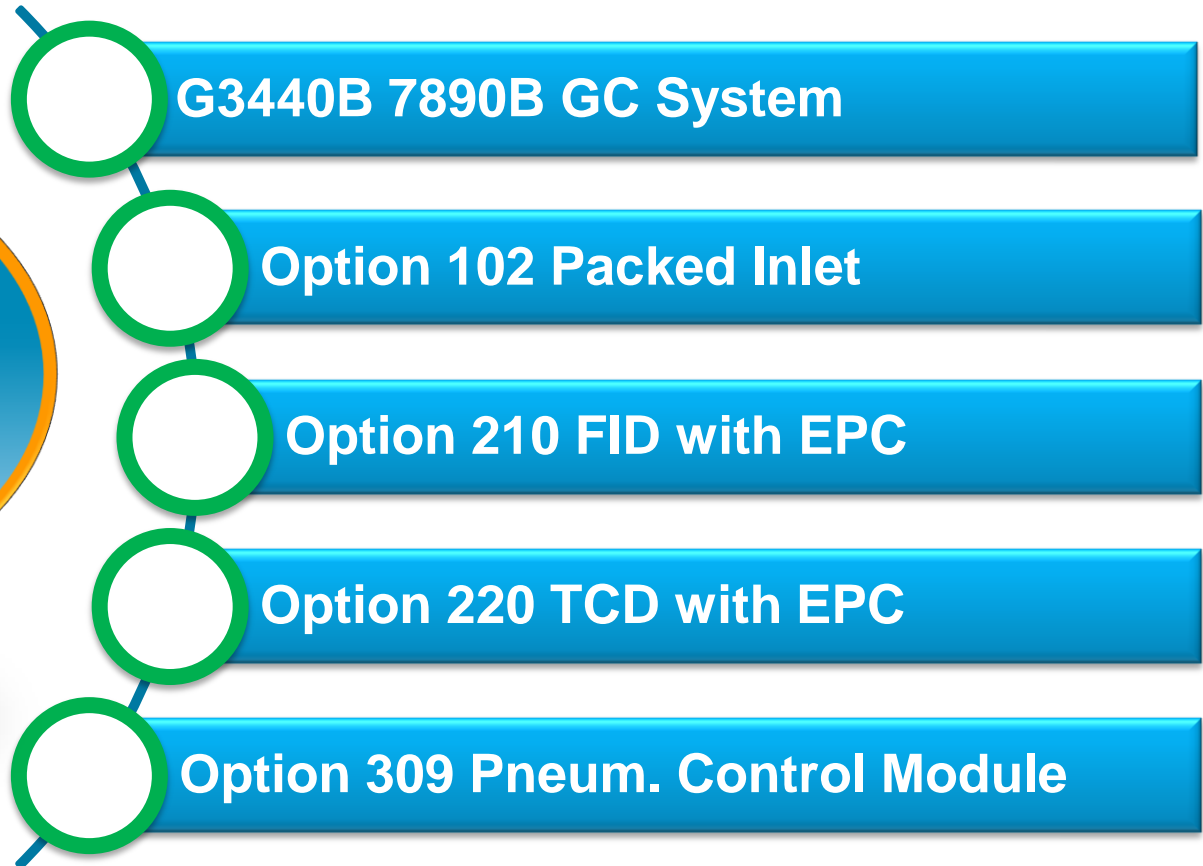 G3440B 7890B GC System
Option 102 Packed Inlet
Option 210 FID with EPC
Option 220 TCD with EPC
Option 309 Pneum. Control Module